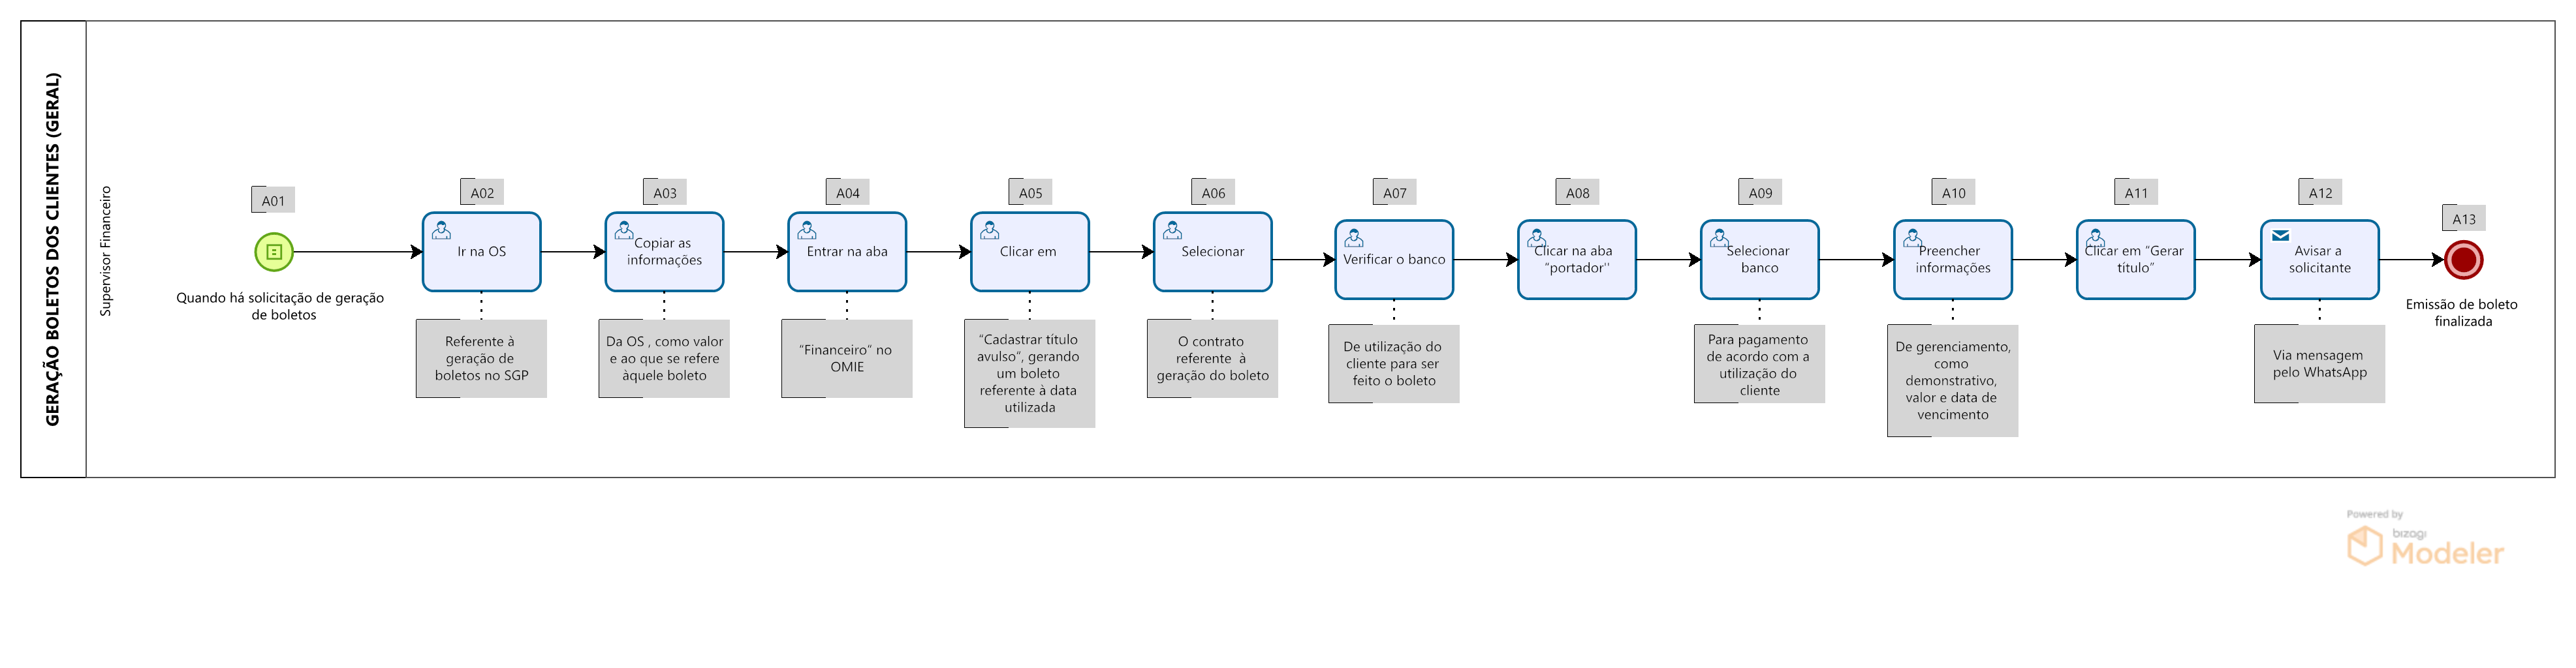 GERAÇÃO BOLETOS DOS CLIENTES (GERAL)
Supervisor Financeiro
A01
Quando há solicitação de geração
de boletos
A02
Ir na OS
Referente à
geração de
boletos no SGP
A03
Copiar as
informações
Da OS , como valor
e ao que se refere
àquele boleto
A04
Entrar na aba
“Financeiro” no
OMIE
A05
Clicar em
“Cadastrar título
avulso”, gerando
um boleto
referente à data
utilizada
A06
Selecionar
O contrato
referente  à
geração do boleto
A07
Verificar o banco
De utilização do
cliente para ser
feito o boleto
A08
Clicar na aba
“portador''
A09
Selecionar
banco
Para pagamento
de acordo com a
utilização do
cliente
A10
Preencher
informações
De gerenciamento,
como
demonstrativo,
valor e data de
vencimento
A11
Clicar em “Gerar
título”
A12
Avisar a
solicitante
Via mensagem
pelo WhatsApp
A13
Emissão de boleto
finalizada
Powered by
bizagi
Modeler